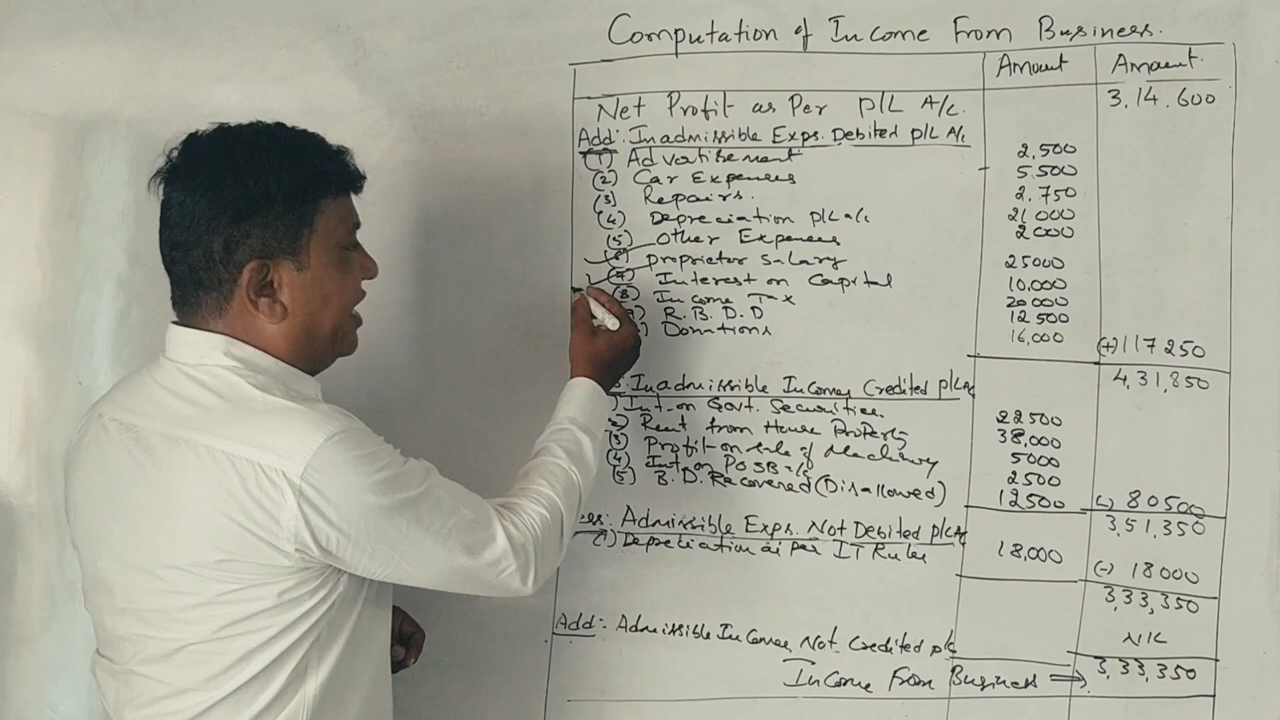 Computation of Income From Business.
Amount Amount
Net Profit as Per P/L A/c. 3,14,600
Add: Inadmissible Exps. Debited p/L A/c
(1) Advertisement 2,500
(2) Car Expenses 5.500
(3) Repairs. 2.750
(4) Depreciation p/L a/c 21000
(5) other Expenses 2000
proprietor Salary 25000
Interest on Capital 10,000
(8) Income Tax 20000
R. B. D. D 12500
Donations 16,000 (+) 117250
4,31,850
Inadmissible Incomes Credited p/L A/c
) Int. on Govt. Securities. 22500
(2) Rent from House Property 38,000
(3) Profit on sale of Machinery 5000
(4) Int on POSB a/c 2500
(5) B. D. Recovered (Disallowed) 12500 (-) 80500
3,51,350
es: Admissible Exps. Not Debited p/L A/c
(1) Depreciation as per IT Rules 18,000 (-) 18000
3,33,350
Add:- Admissible Incomes Not Credited p/L NIL
Income From Business ⇒ 3,33,350